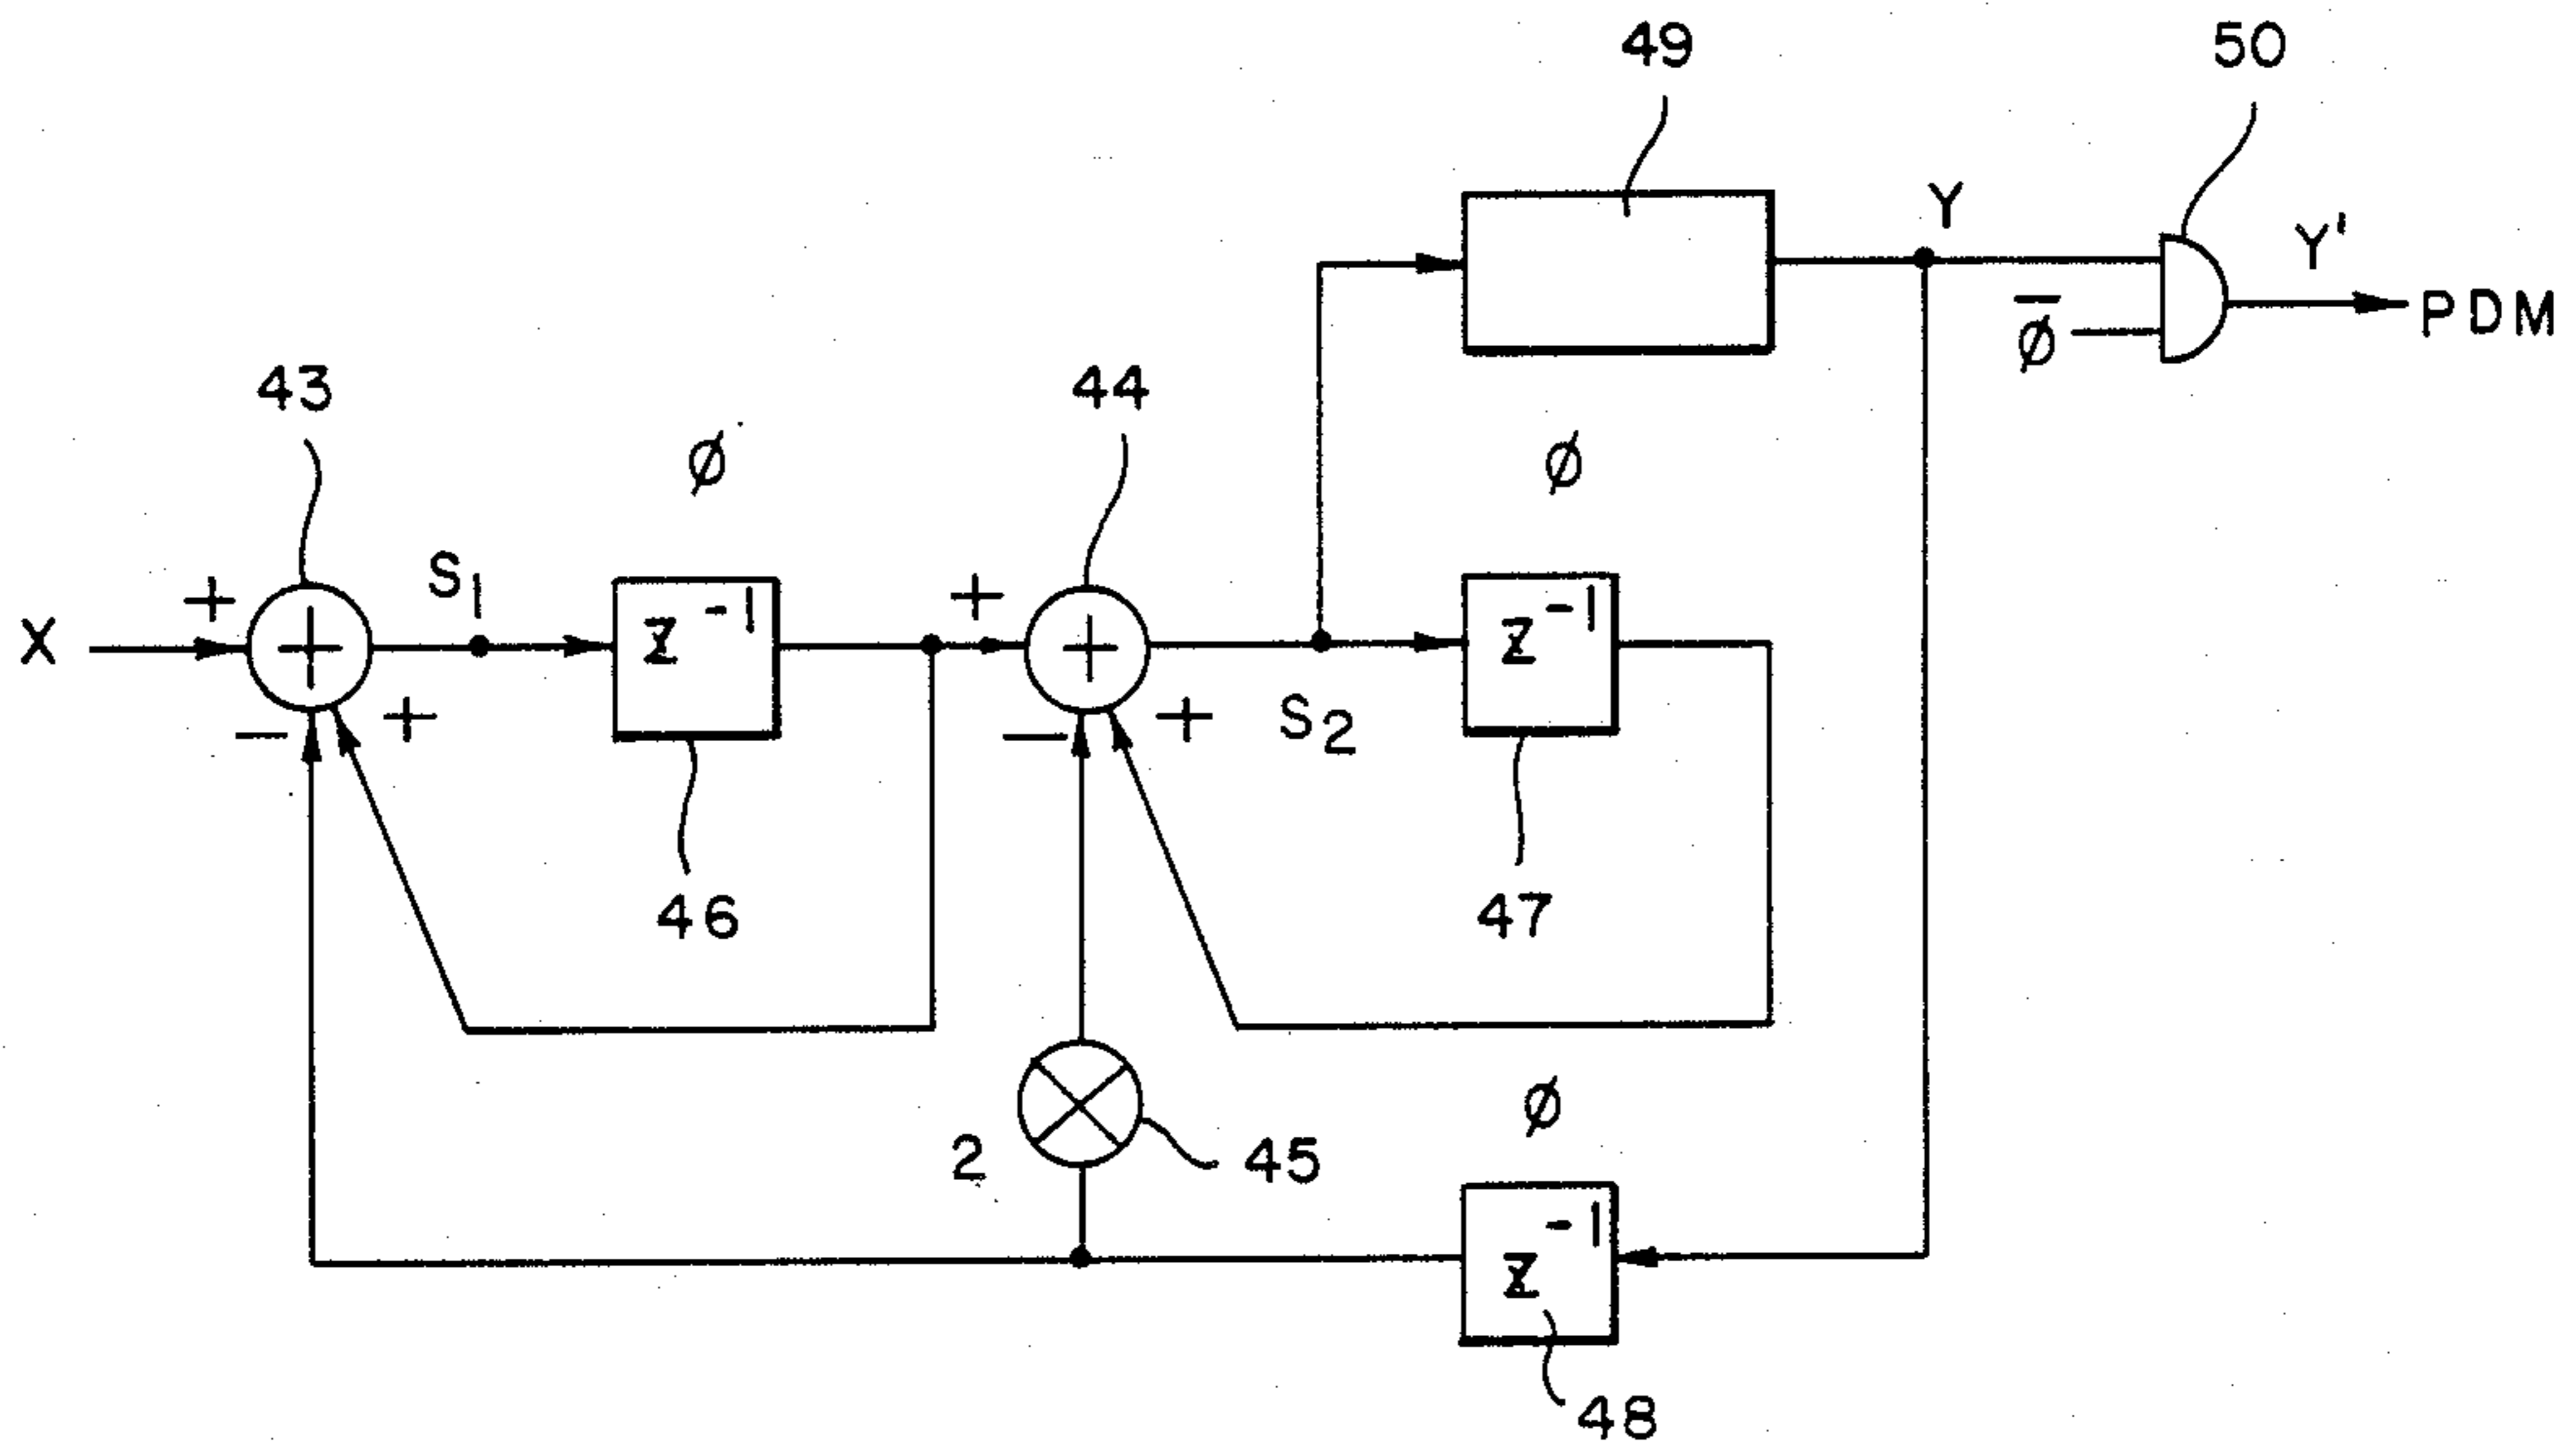 49
50
Y
Y'
PDM
ø̅
43
44
ø
ø
+
S1
Z-1
+
S2
Z-1
X
+
+
−
+
−
+
46
47
2
45
ø
Z-1
48